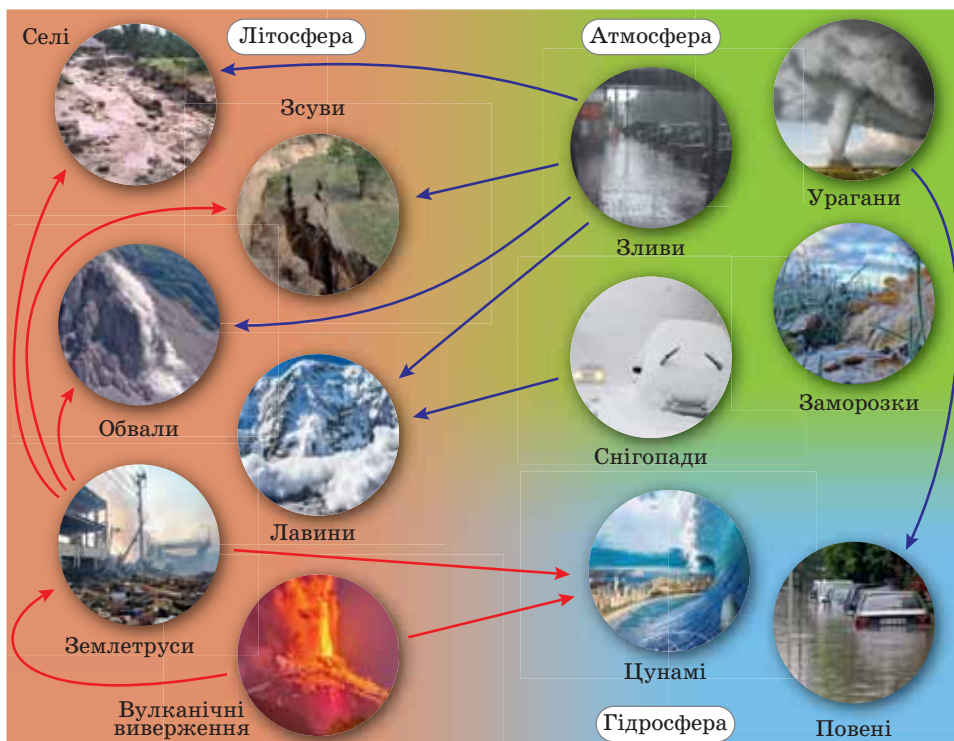 Селі
Літосфера
Атмосфера
Зсуви
Урагани
Зливи
Обвали
Заморозки
Снігопади
Лавини
Землетруси
Цунамі
Вулканічні
виверження
Гідросфера
Повені